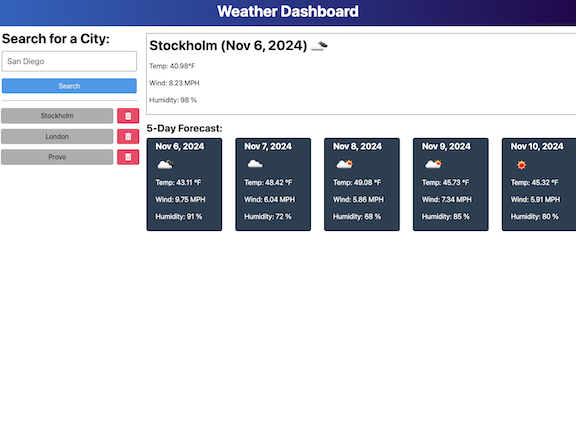 Weather Dashboard
Search for a City:
San Diego
Search
Stockholm
London
Provo
Stockholm (Nov 6, 2024)
Temp: 40.98°F
Wind: 8.23 MPH
Humidity: 98 %
5-Day Forecast:
Nov 6, 2024
Temp: 43.11 °F
Wind: 9.75 MPH
Humidity: 91 %
Nov 7, 2024
Temp: 48.42 °F
Wind: 6.04 MPH
Humidity: 72 %
Nov 8, 2024
Temp: 49.08 °F
Wind: 5.86 MPH
Humidity: 68 %
Nov 9, 2024
Temp: 45.73 °F
Wind: 7.34 MPH
Humidity: 85 %
Nov 10, 2024
Temp: 45.32 °F
Wind: 5.91 MPH
Humidity: 80 %